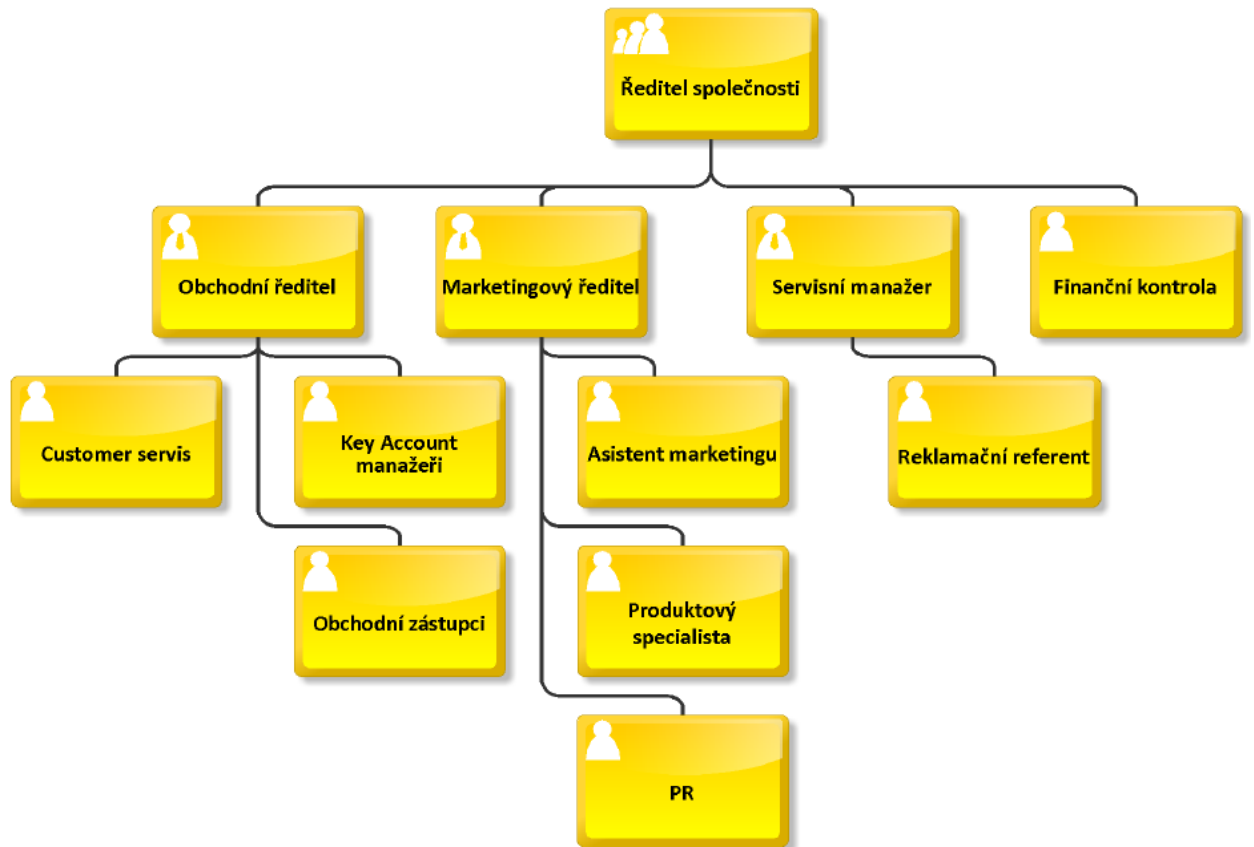 Ředitel společnosti
Obchodní ředitel
Marketingový ředitel
Servisní manažer
Finanční kontrola
Customer servis
Key Account
manažeři
Asistent marketingu
Reklamační referent
Obchodní zástupci
Produktový
specialista
PR